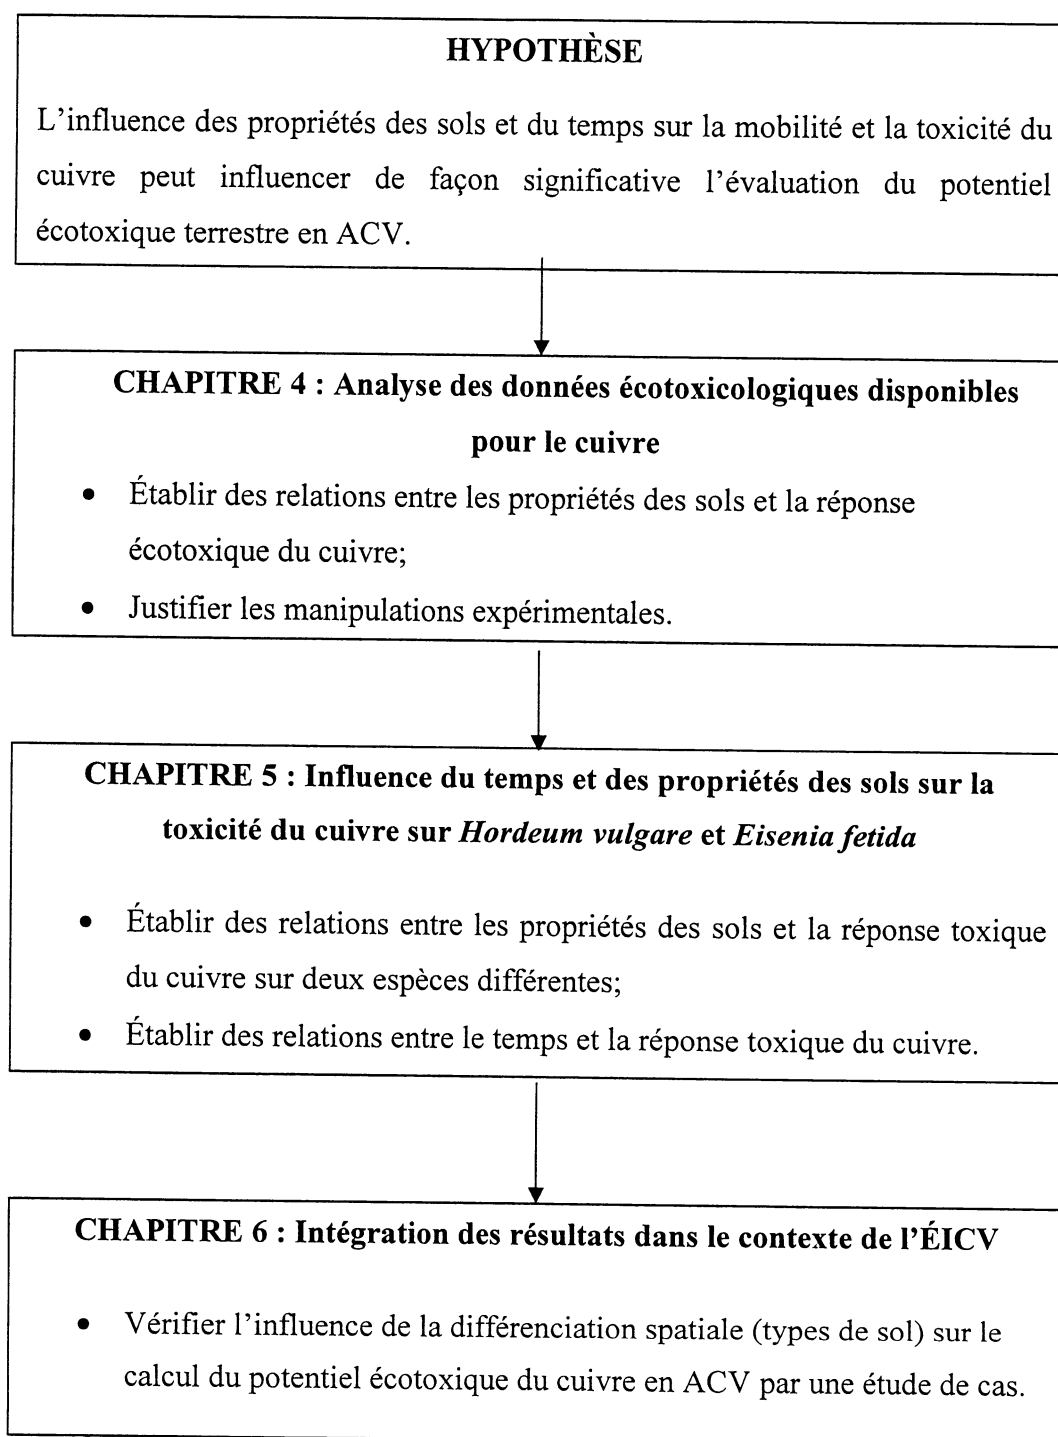 HYPOTHÈSE
L'influence des propriétés des sols et du temps sur la mobilité et la toxicité du
cuivre peut influencer de façon significative l'évaluation du potentiel
écotoxique terrestre en ACV.
CHAPITRE 4 : Analyse des données écotoxicologiques disponibles
pour le cuivre
• Établir des relations entre les propriétés des sols et la réponse
écotoxique du cuivre;
• Justifier les manipulations expérimentales.
CHAPITRE 5 : Influence du temps et des propriétés des sols sur la
toxicité du cuivre sur Hordeum vulgare et Eisenia fetida
• Établir des relations entre les propriétés des sols et la réponse toxique
du cuivre sur deux espèces différentes;
• Établir des relations entre le temps et la réponse toxique du cuivre.
CHAPITRE 6 : Intégration des résultats dans le contexte de l'ÉICV
• Vérifier l'influence de la différenciation spatiale (types de sol) sur le
calcul du potentiel écotoxique du cuivre en ACV par une étude de cas.